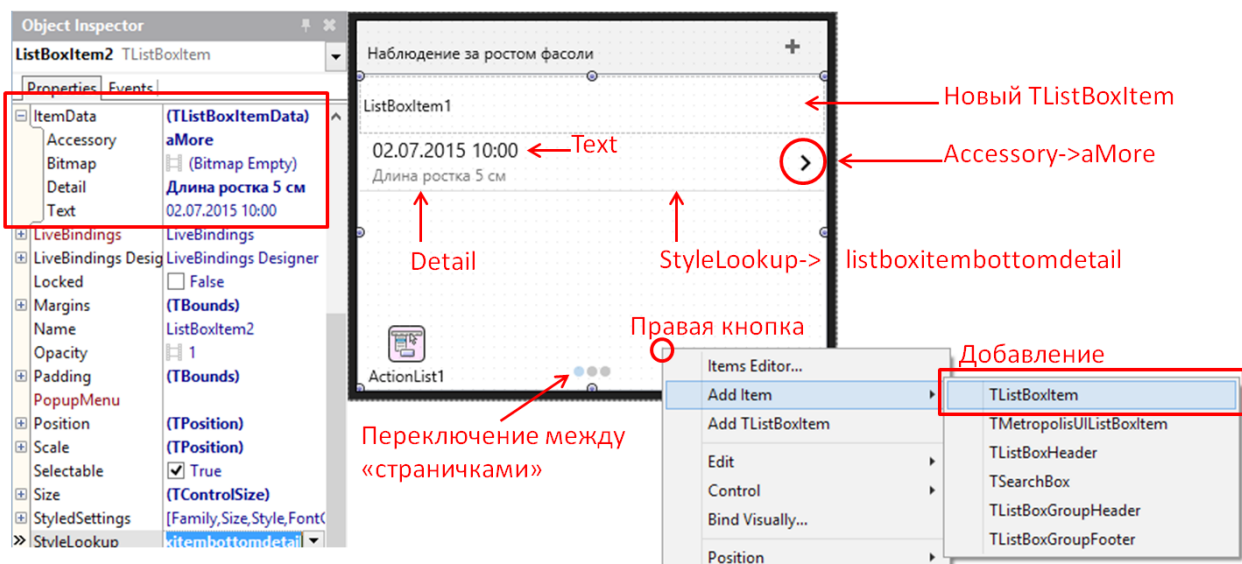 Object Inspector
ListBoxItem2 TListBoxItem
Properties Events
ItemData (TListBoxItemData)
Accessory aMore
Bitmap (Bitmap Empty)
Detail Длина ростка 5 см
Text 02.07.2015 10:00
LiveBindings LiveBindings
LiveBindings Desig LiveBindings Designer
Locked False
Margins (TBounds)
Name ListBoxItem2
Opacity 1
Padding (TBounds)
PopupMenu
Position (TPosition)
Scale (TPosition)
Selectable True
Size (TControlSize)
StyledSettings [Family,Size,Style,FontC
StyleLookup xitembottomdetail
Наблюдение за ростом фасоли
ListBoxItem1
Новый TListBoxItem
02.07.2015 10:00
Text
Длина ростка 5 см
Accessory->aMore
Detail
StyleLookup-> listboxitembottomdetail
Правая кнопка
ActionList1
Переключение между
«страничками»
Items Editor...
Add Item
Add TListBoxItem
Edit
Control
Bind Visually...
Position
Добавление
TListBoxItem
TMetropolisUIListBoxItem
TListBoxHeader
TSearchBox
TListBoxGroupHeader
TListBoxGroupFooter